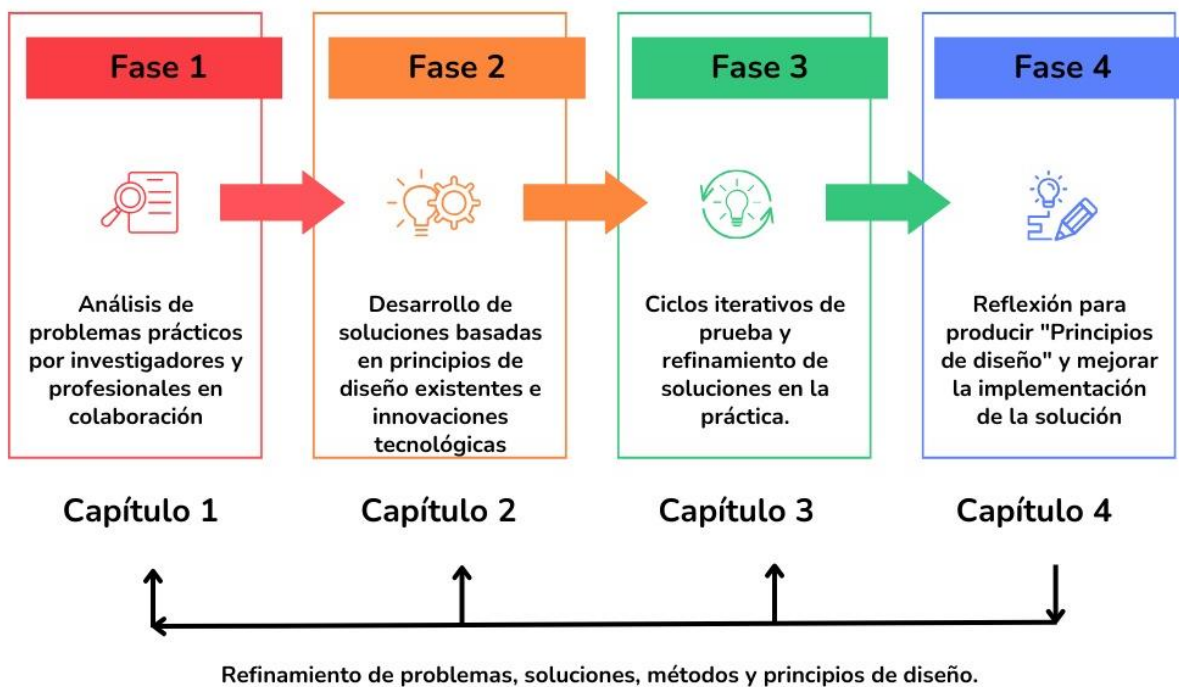 Fase 1
Fase 2
Fase 3
Fase 4
Análisis de
problemas prácticos
por investigadores y
profesionales en
colaboración
Desarrollo de
soluciones basadas
en principios de
diseño existentes e
innovaciones
tecnológicas
Ciclos iterativos de
prueba y
refinamiento de
soluciones en la
práctica.
Reflexión para
producir "Principios
de diseño" y mejorar
la implementación
de la solución
Capítulo 1
Capítulo 2
Capítulo 3
Capítulo 4
Refinamiento de problemas, soluciones, métodos y principios de diseño.